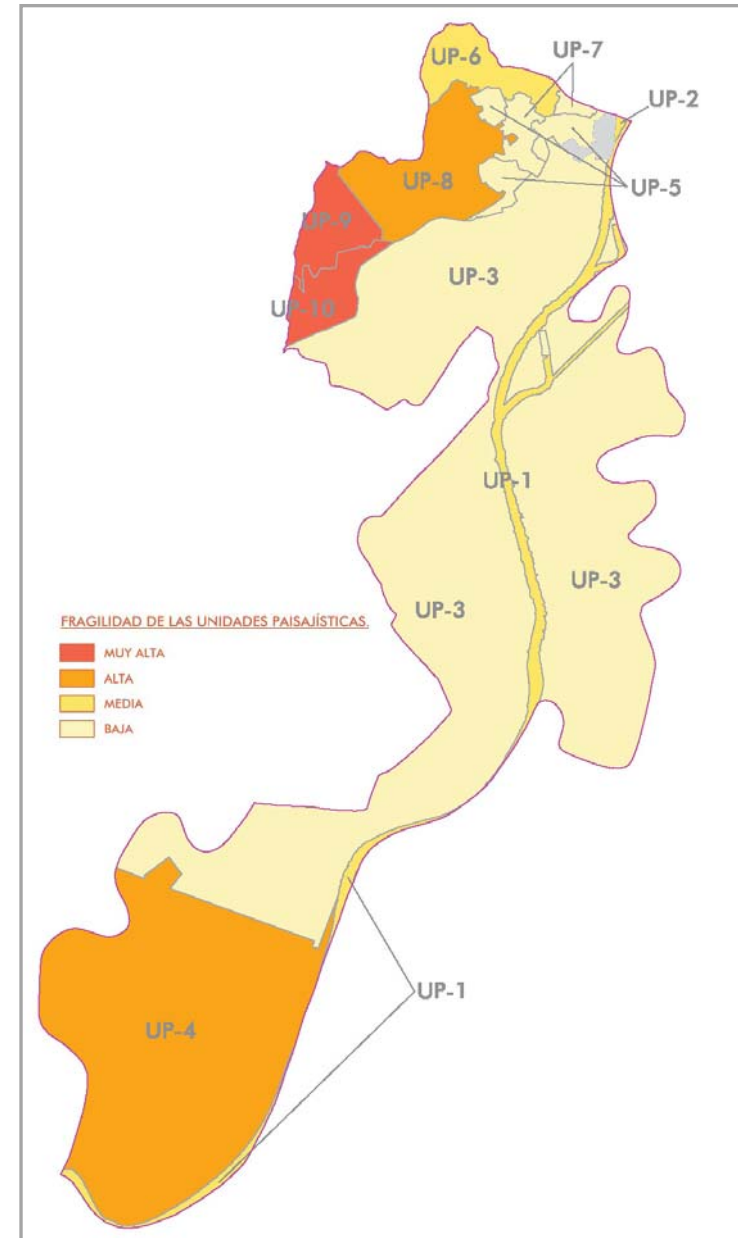 UP-6
UP-7
UP-2
UP-8
UP-5
UP-9
UP-3
UP-10
UP-1
UP-3
UP-3
FRAGILIDAD DE LAS UNIDADES PAISAJÍSTICAS.
MUY ALTA
ALTA
MEDIA
BAJA
UP-1
UP-4